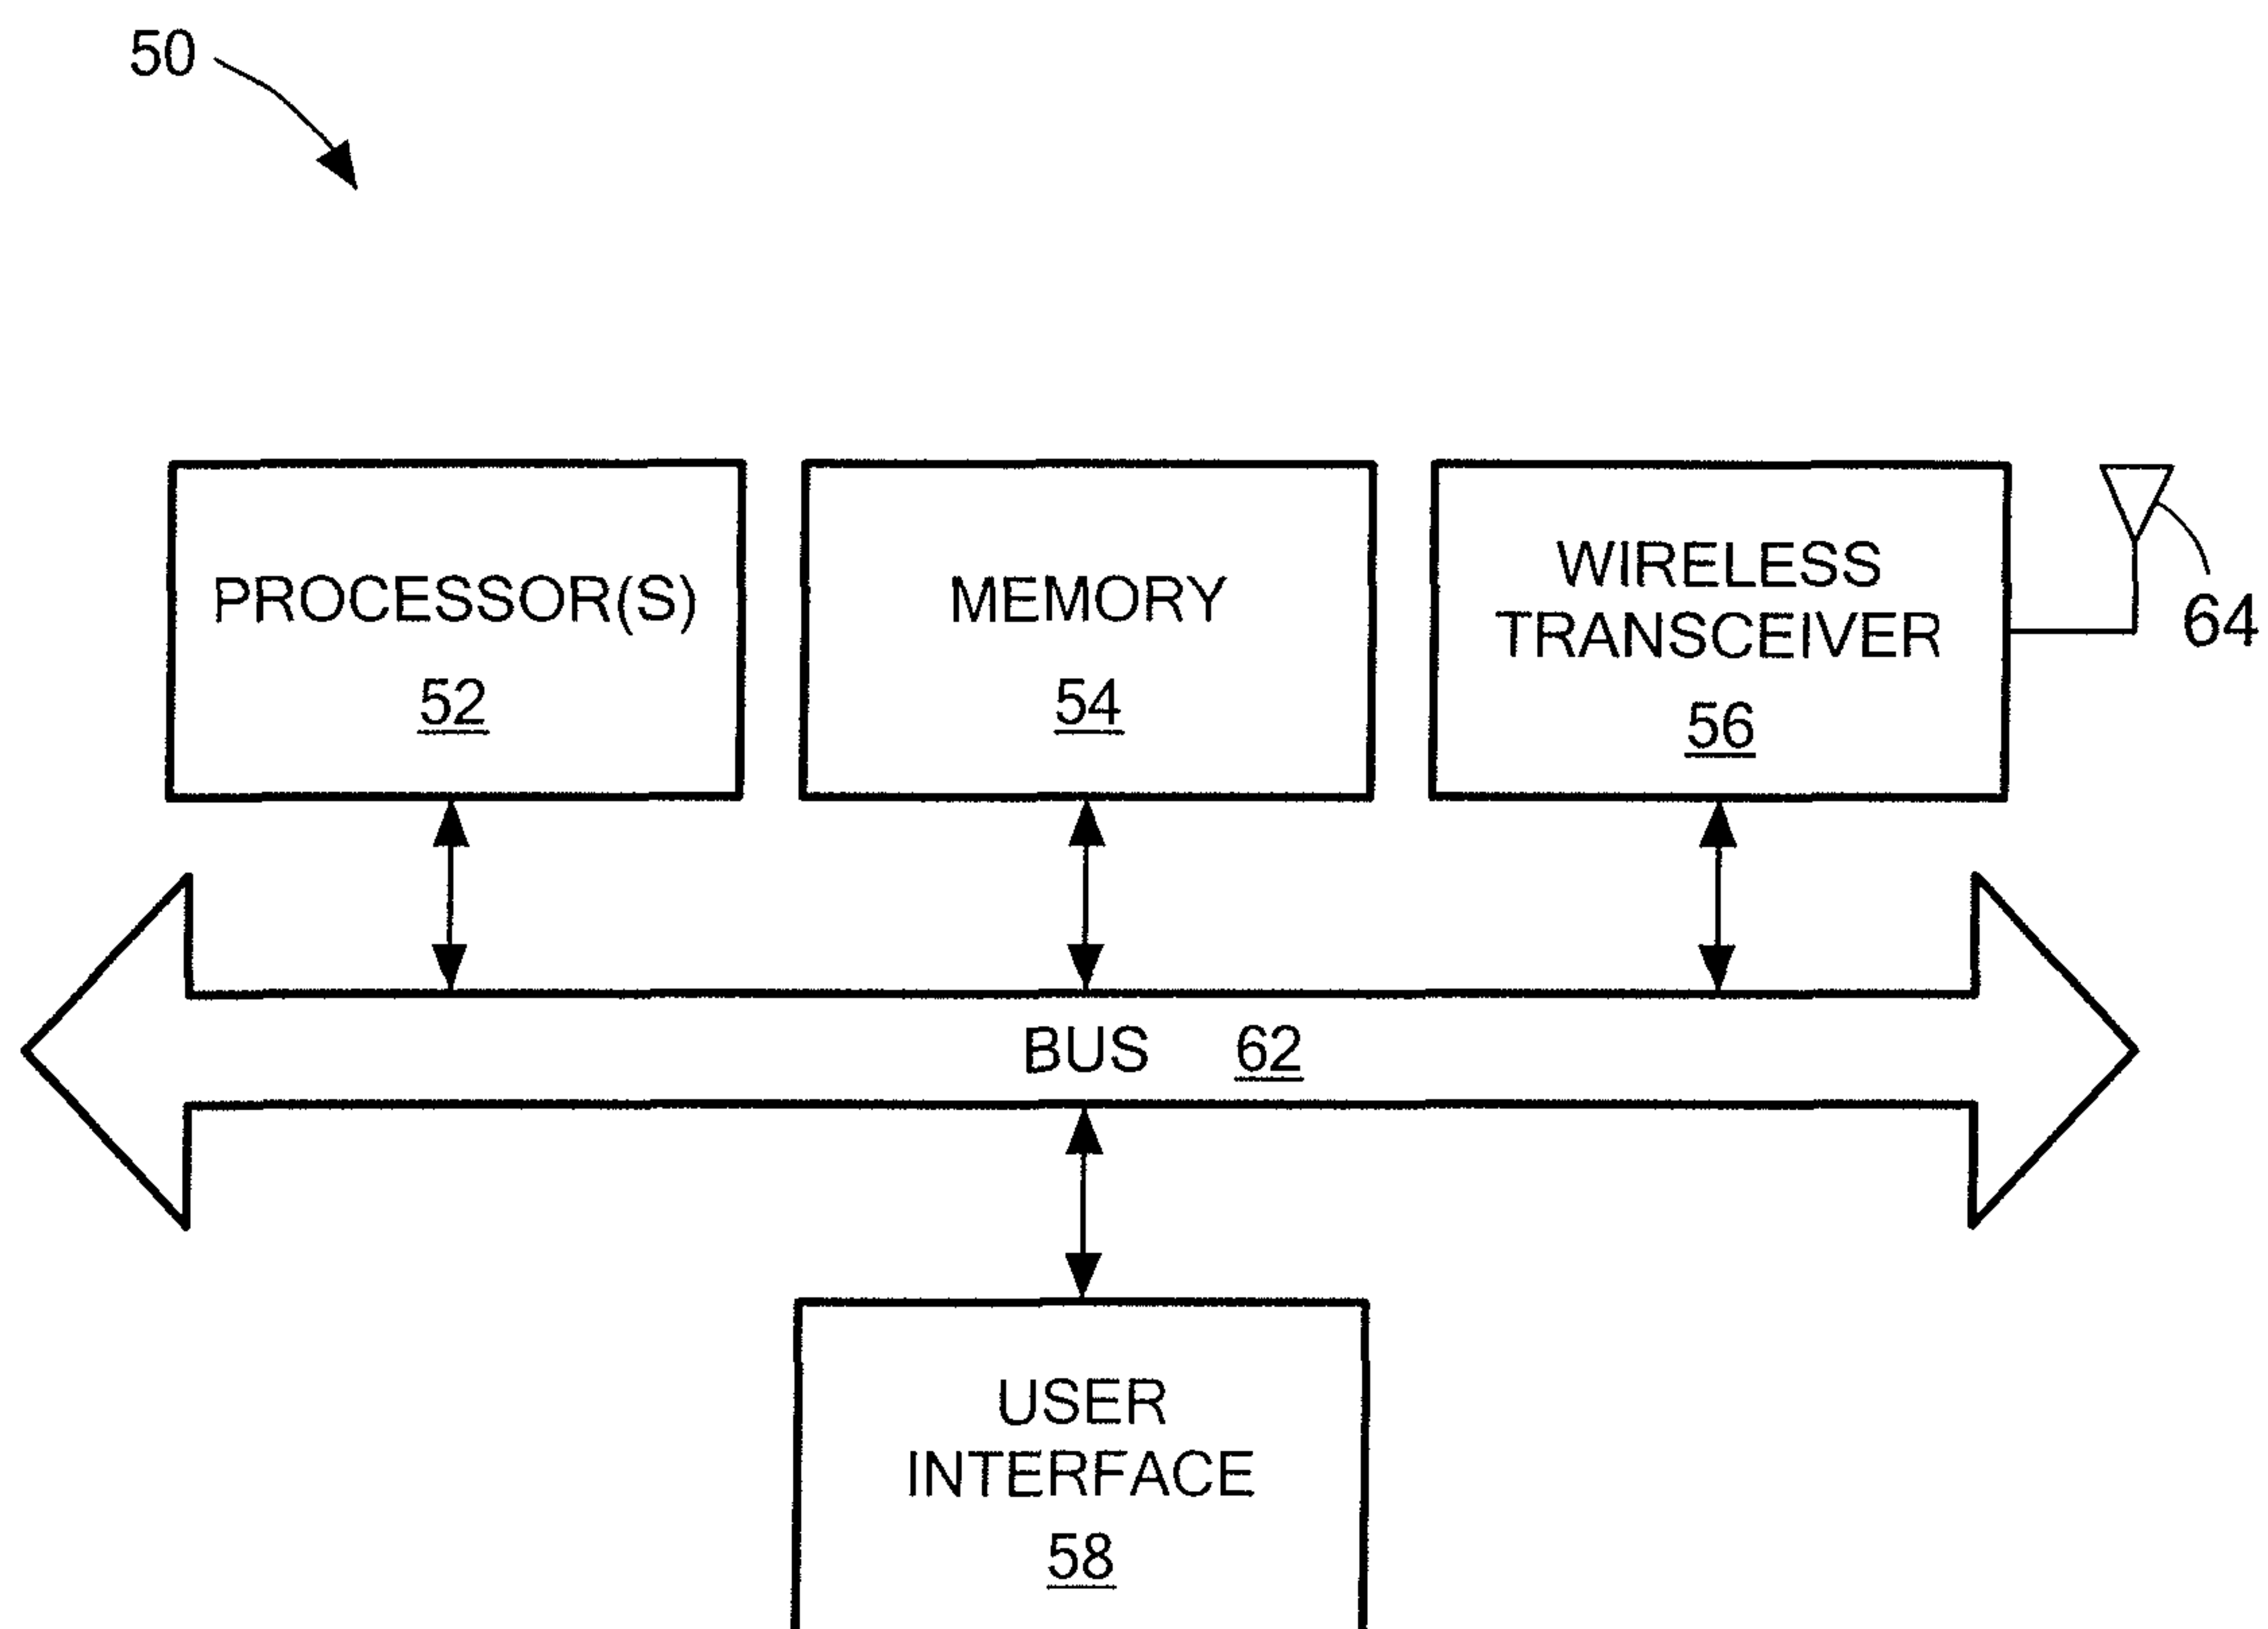 50
PROCESSOR(S)
52
MEMORY
54
WIRELESS
TRANSCEIVER
56
64
BUS 62
USER
INTERFACE
58